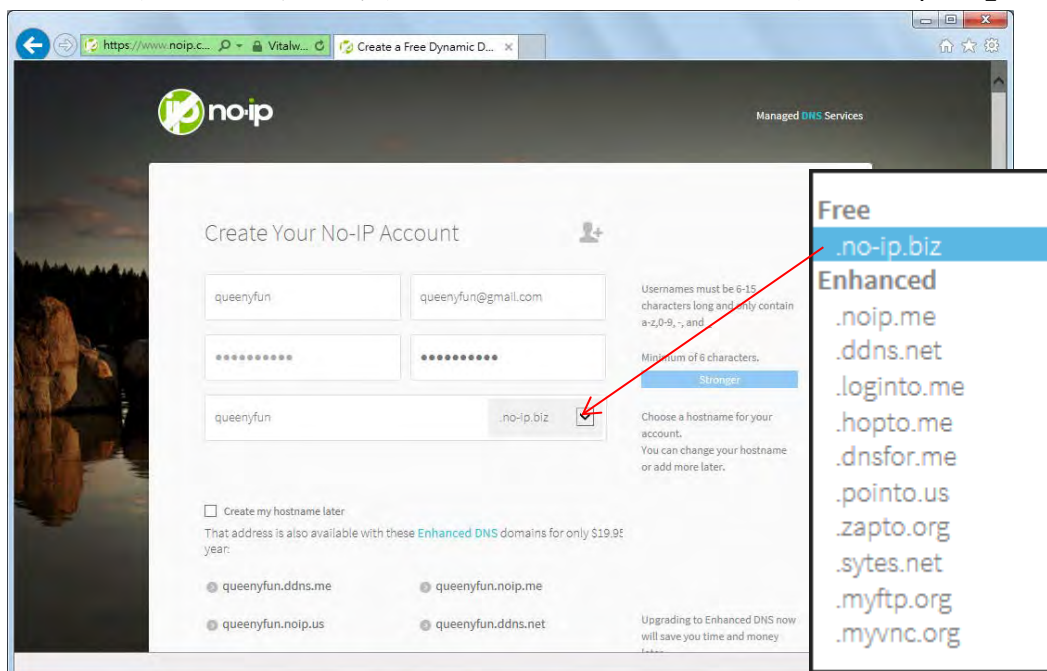 https://www.noip.c...
Vitalw...
Create a Free Dynamic D...
no·ip
Managed DNS Services
Create Your No-IP Account
queenyfun
queenyfun@gmail.com
Usernames must be 6-15
characters long and only contain
a-z,0-9, -, and _
Minimum of 6 characters.
Stronger
queenyfun
.no-ip.biz
Choose a hostname for your
account.
You can change your hostname
or add more later.
Create my hostname later
That address is also available with these Enhanced DNS domains for only $19.95
year:
queenyfun.ddns.me
queenyfun.noip.me
queenyfun.noip.us
queenyfun.ddns.net
Upgrading to Enhanced DNS now
will save you time and money
Free
.no-ip.biz
Enhanced
.noip.me
.ddns.net
.loginto.me
.hopto.me
.dnsfor.me
.pointo.us
.zapto.org
.sytes.net
.myftp.org
.myvnc.org